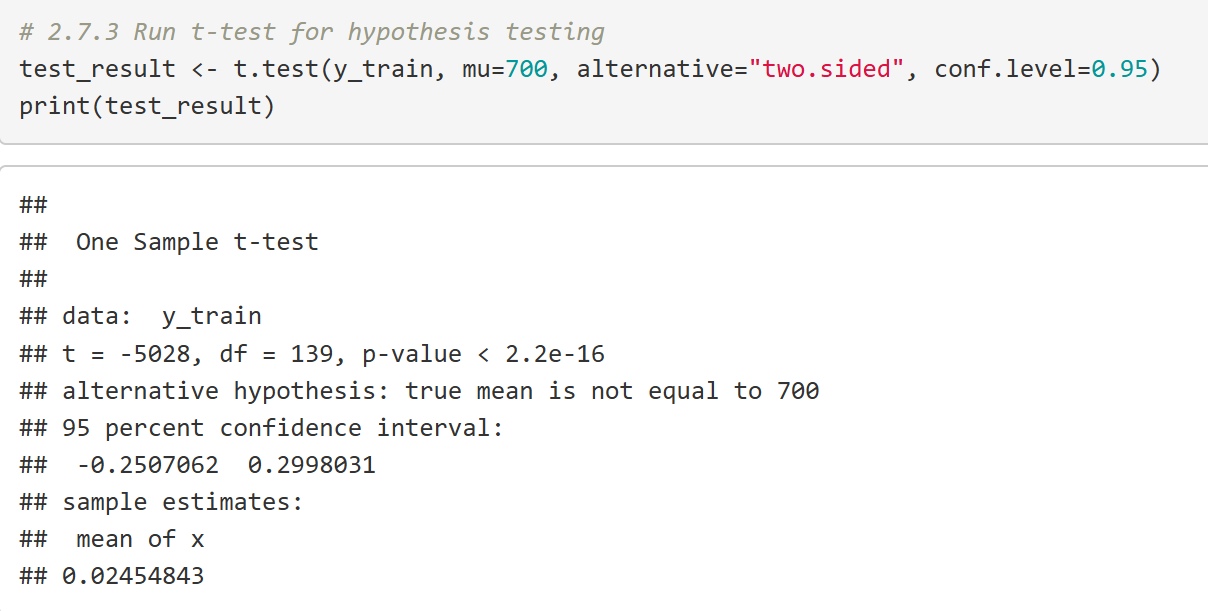 # 2.7.3 Run t-test for hypothesis testing
test_result <- t.test(y_train, mu=700, alternative="two.sided", conf.level=0.95)
print(test_result)
##
##  One Sample t-test
##
## data:  y_train
## t = -5028, df = 139, p-value < 2.2e-16
## alternative hypothesis: true mean is not equal to 700
## 95 percent confidence interval:
##  -0.2507062  0.2998031
## sample estimates:
##  mean of x
## 0.02454843